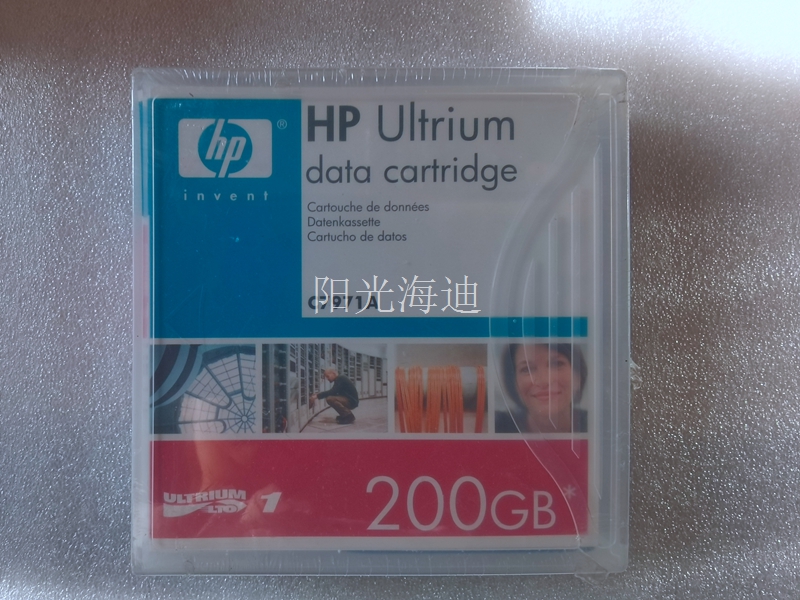 hp®
invent
HP Ultrium
data cartridge
Cartouche de données
Datenkassette
Cartucho de datos
C7971A
阳光海迪
ULTRIUM
LTO
1
200GB*